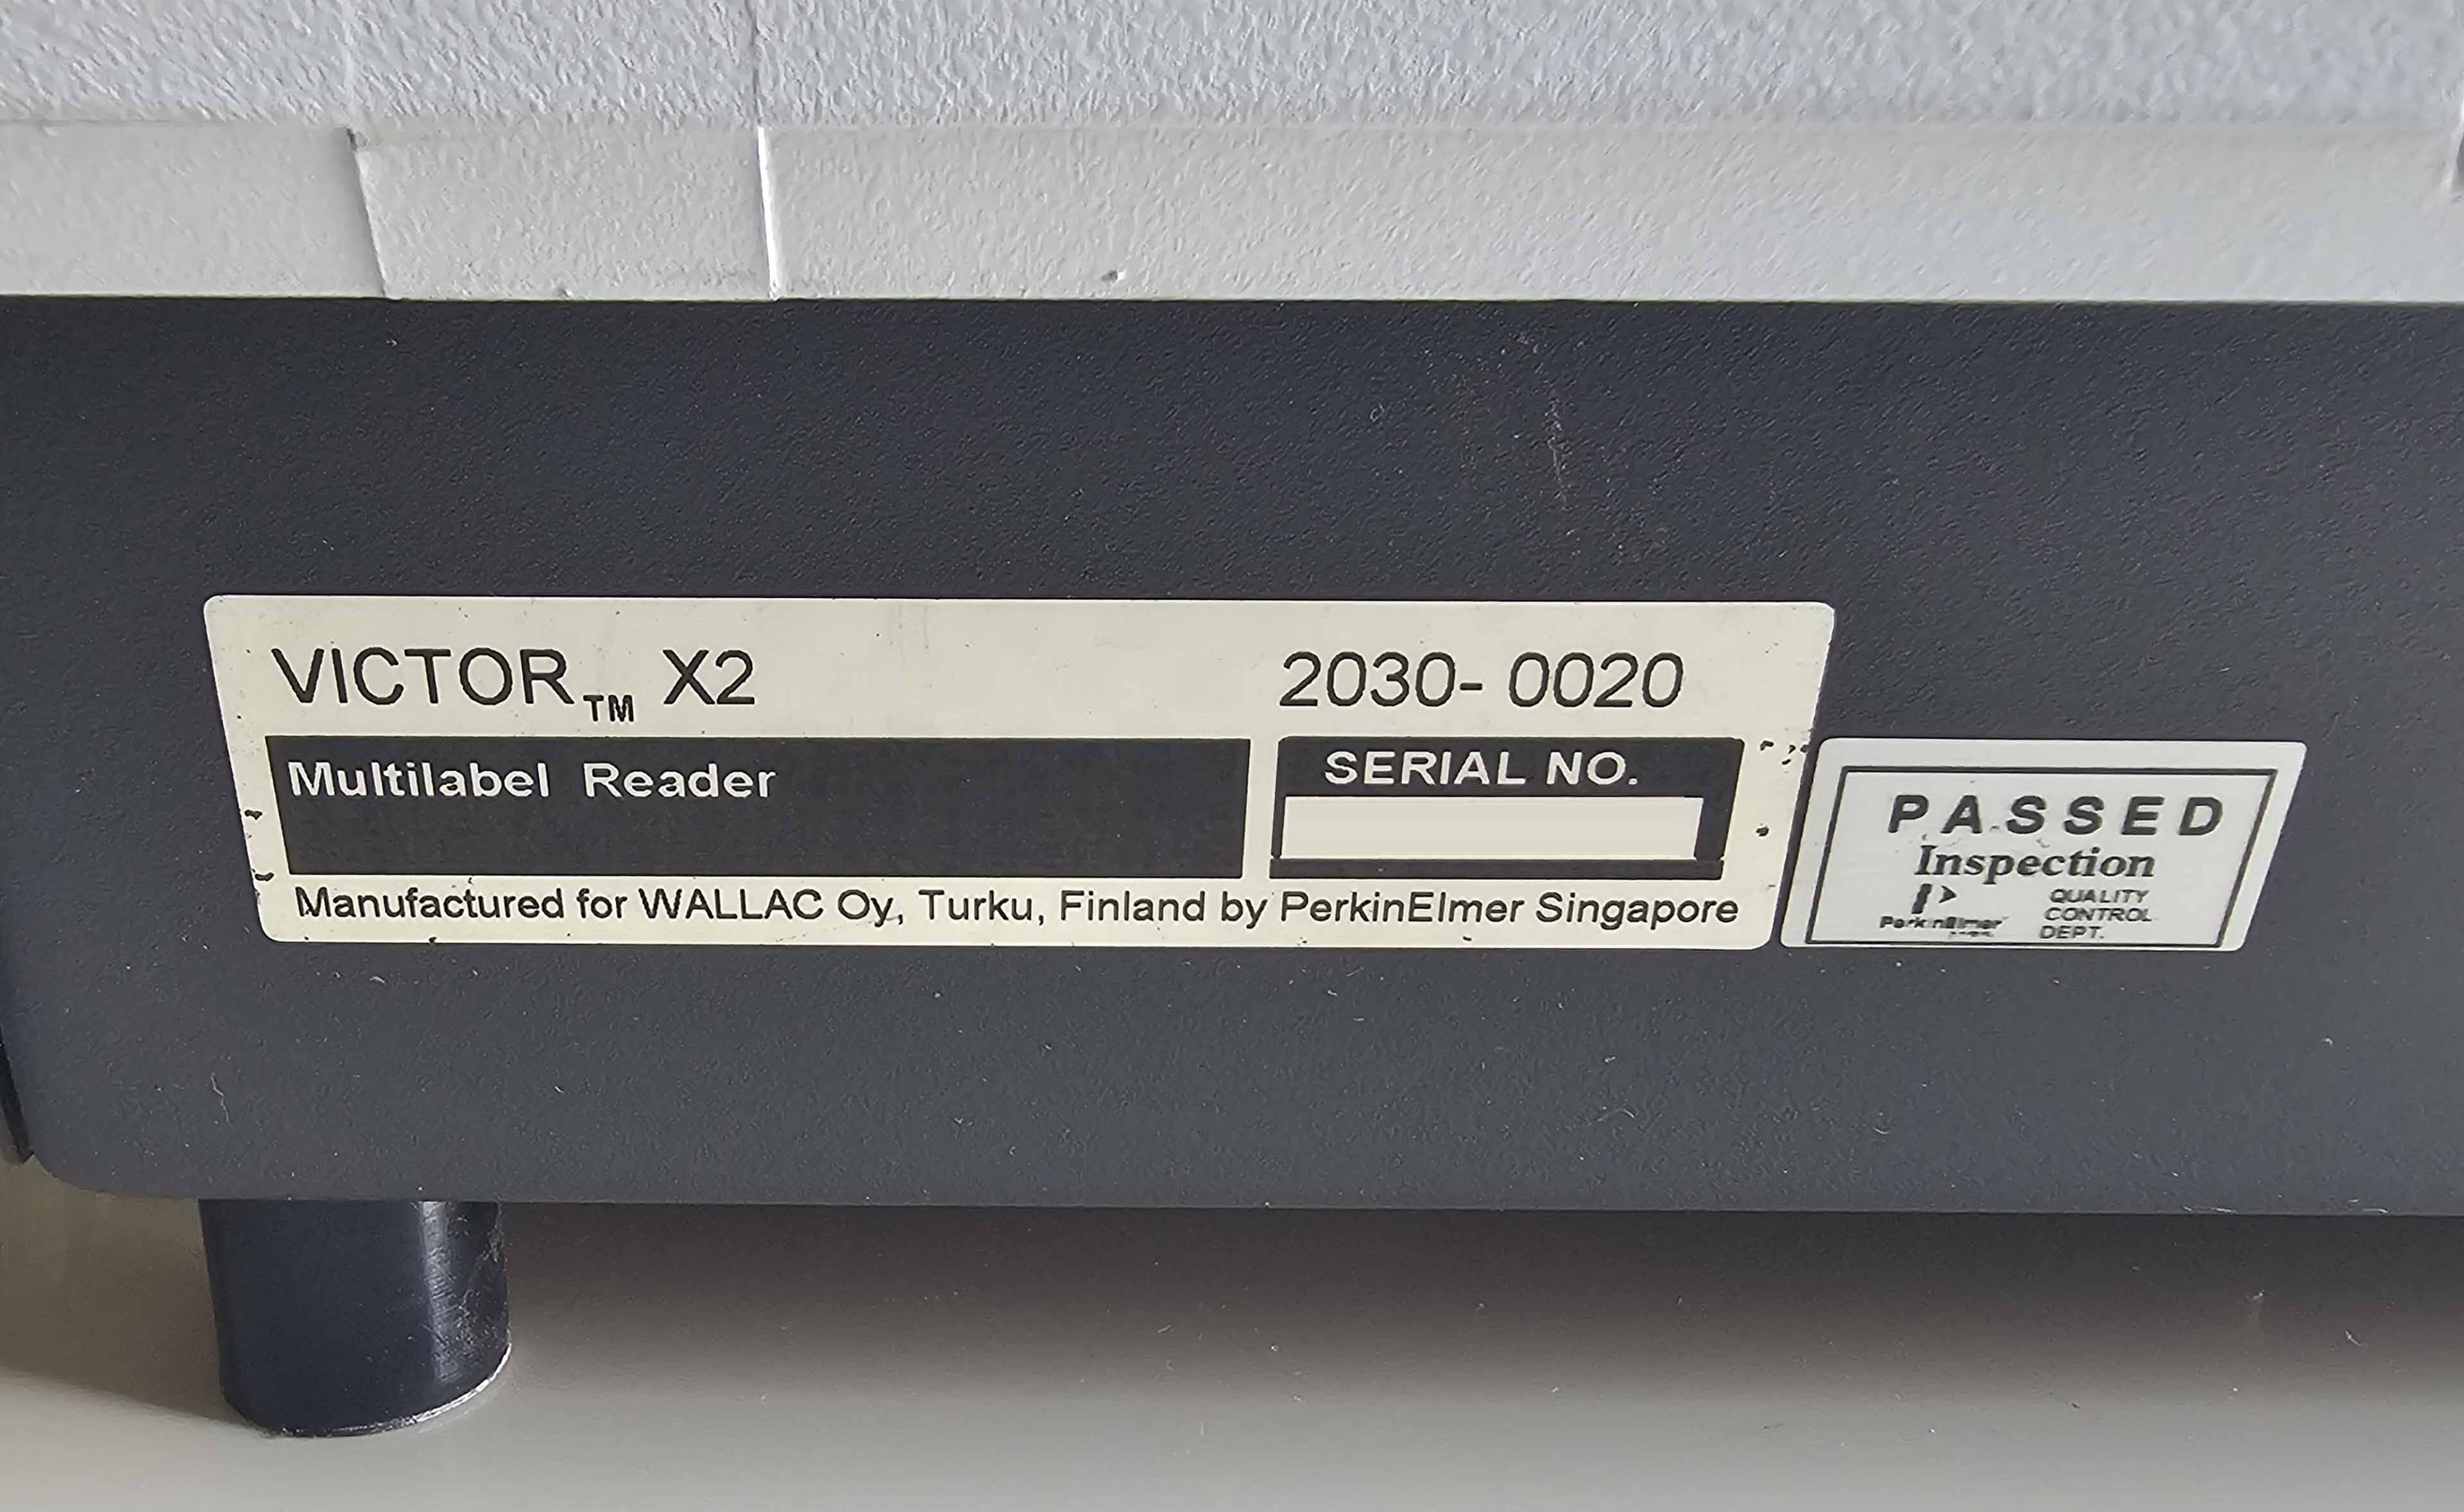 VICTOR TM X2 2030- 0020
Multilabel Reader
SERIAL NO.
Manufactured for WALLAC Oy, Turku, Finland by PerkinElmer Singapore
PASSED
Inspection
PerkinElmer
QUALITY
CONTROL
DEPT.